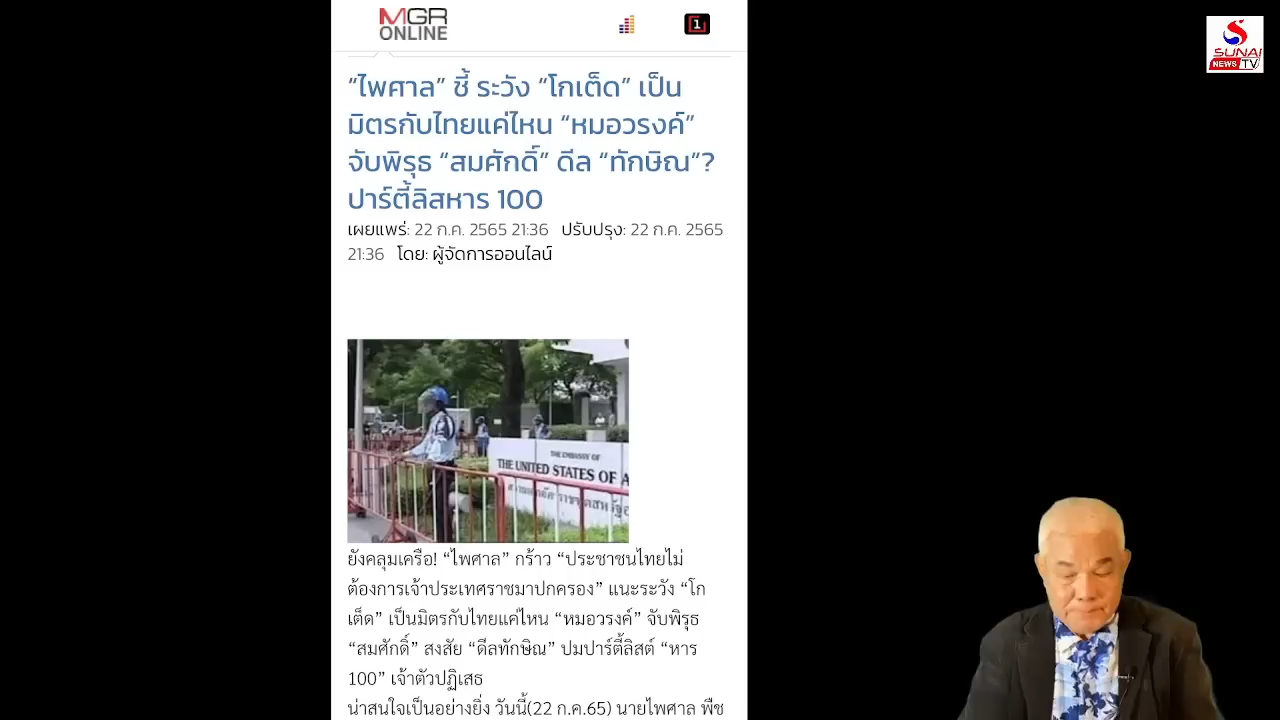 MGR
ONLINE
1
S
SUNAI
NEWS TV
“ไพศาล” ชี้ ระวัง “โกเต็ด” เป็น
มิตรกับไทยแค่ไหน “หมอวรงค์”
จับพิรุธ “สมศักดิ์” ดีล “ทักษิณ”?
ปาร์ตี้ลิสหาร 100
เผยแพร่: 22 ก.ค. 2565 21:36 ปรับปรุง: 22 ก.ค. 2565
21:36 โดย: ผู้จัดการออนไลน์
THE EMBASSY OF
THE UNITED STATES OF A
ยังคลุมเครือ! “ไพศาล” กร้าว “ประชาชนไทยไม่
ต้องการเจ้าประเทศราชมาปกครอง” แนะระวัง “โก
เต็ด” เป็นมิตรกับไทยแค่ไหน “หมอวรงค์” จับพิรุธ
“สมศักดิ์” สงสัย “ดีลทักษิณ” ปมปาร์ตี้ลิสต์ “หาร
100” เจ้าตัวปฏิเสธ
น่าสนใจเป็นอย่างยิ่ง วันนี้(22 ก.ค.65) นายไพศาล พืช